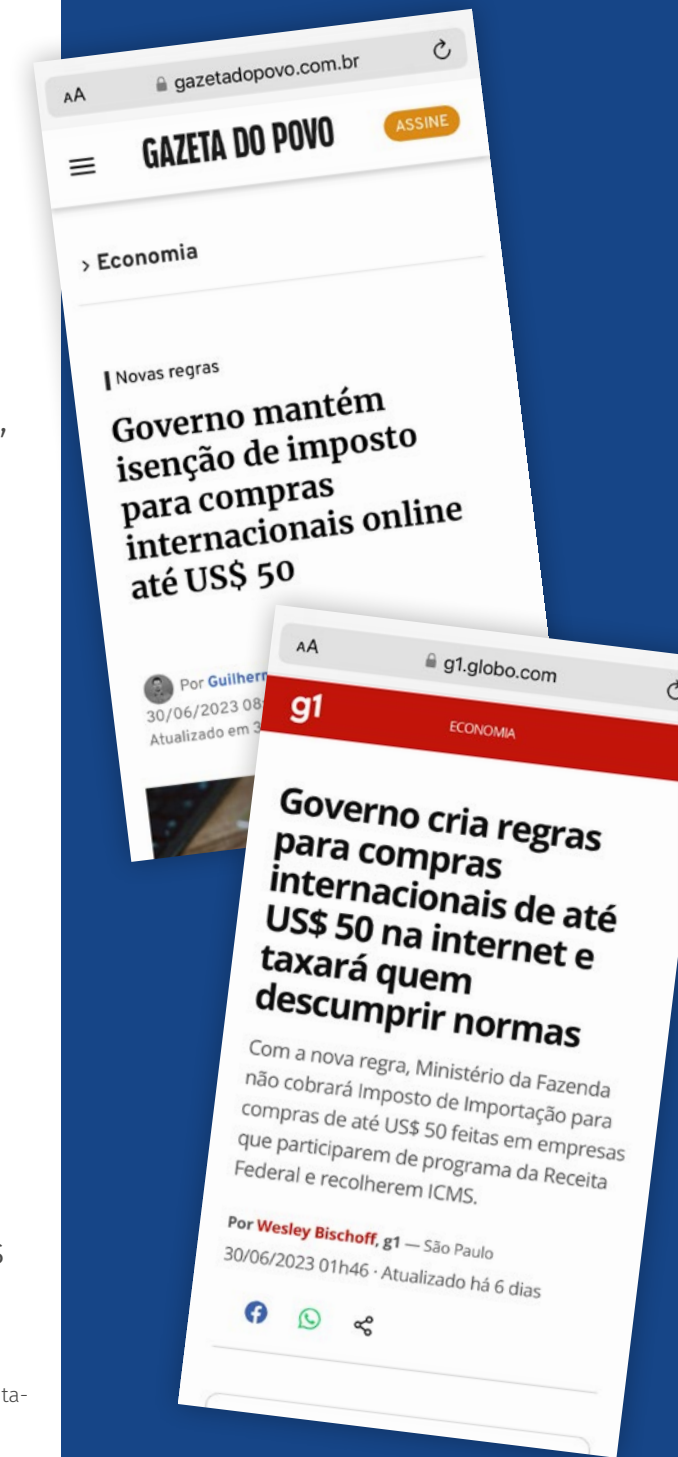 AA gazetadopovo.com.br
GAZETA DO POVO
ASSINE
> Economia
Novas regras
Governo mantém
isenção de imposto
para compras
internacionais online
até US$ 50
Por
30/06/2023
Atualizado em
,
AA g1.globo.com
g1 ECONOMIA
Governo cria regras
para compras
internacionais de até
US$ 50 na internet e
taxará quem
descumprir normas
Com a nova regra, Ministério da Fazenda
não cobrará Imposto de Importação para
compras de até US$ 50 feitas em empresas
que participarem de programa da Receita
Federal e recolherem ICMS.
Por Wesley Bischoff, g1 — São Paulo
30/06/2023 01h46 · Atualizado há 6 dias
ta-